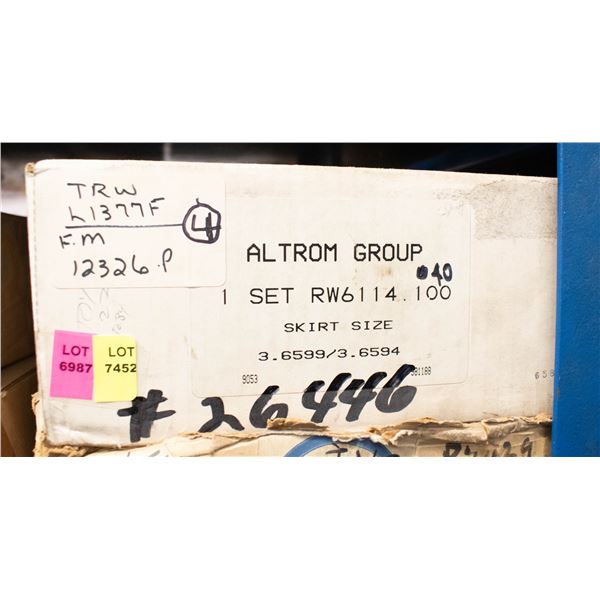 TRW
L1377F
4
F.M
12326.P
ALTROM GROUP
.040
1 SET RW6114.100
SKIRT SIZE
3.6599/3.6594
9053
LOT
6987
LOT
7452
# 26446